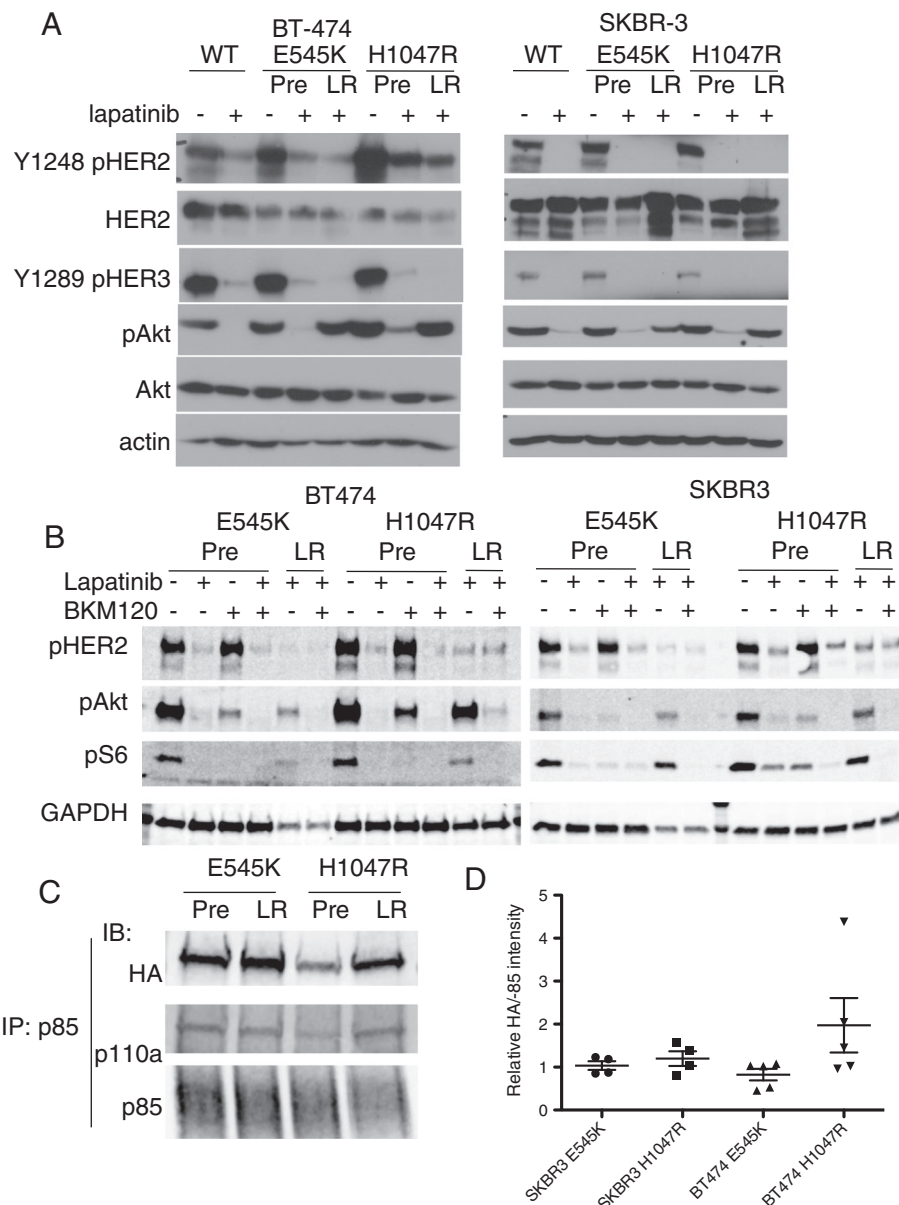 A
BT-474
SKBR-3
WT E545K H1047R
WT E545K H1047R
Pre LR Pre LR
Pre LR Pre LR
lapatinib - + - + + - + +
- + - + + - + +
Y1248 pHER2
HER2
Y1289 pHER3
pAkt
Akt
actin
B
BT474
SKBR3
E545K H1047R
E545K H1047R
Pre LR Pre LR
Pre LR Pre LR
Lapatinib - + - + + + - + - + + +
- + - + + + - + - + + +
BKM120 - - + + - + - - + + - +
- - + + - + - - + + - +
pHER2
pAkt
pS6
GAPDH
C
E545K H1047R
Pre LR Pre LR
IB:
HA
IP: p85
p110a
p85
D
Relative HA/-85 intensity
5
4
3
2
1
0
SKBR3 E545K
SKBR3 H1047R
BT474 E545K
BT474 H1047R